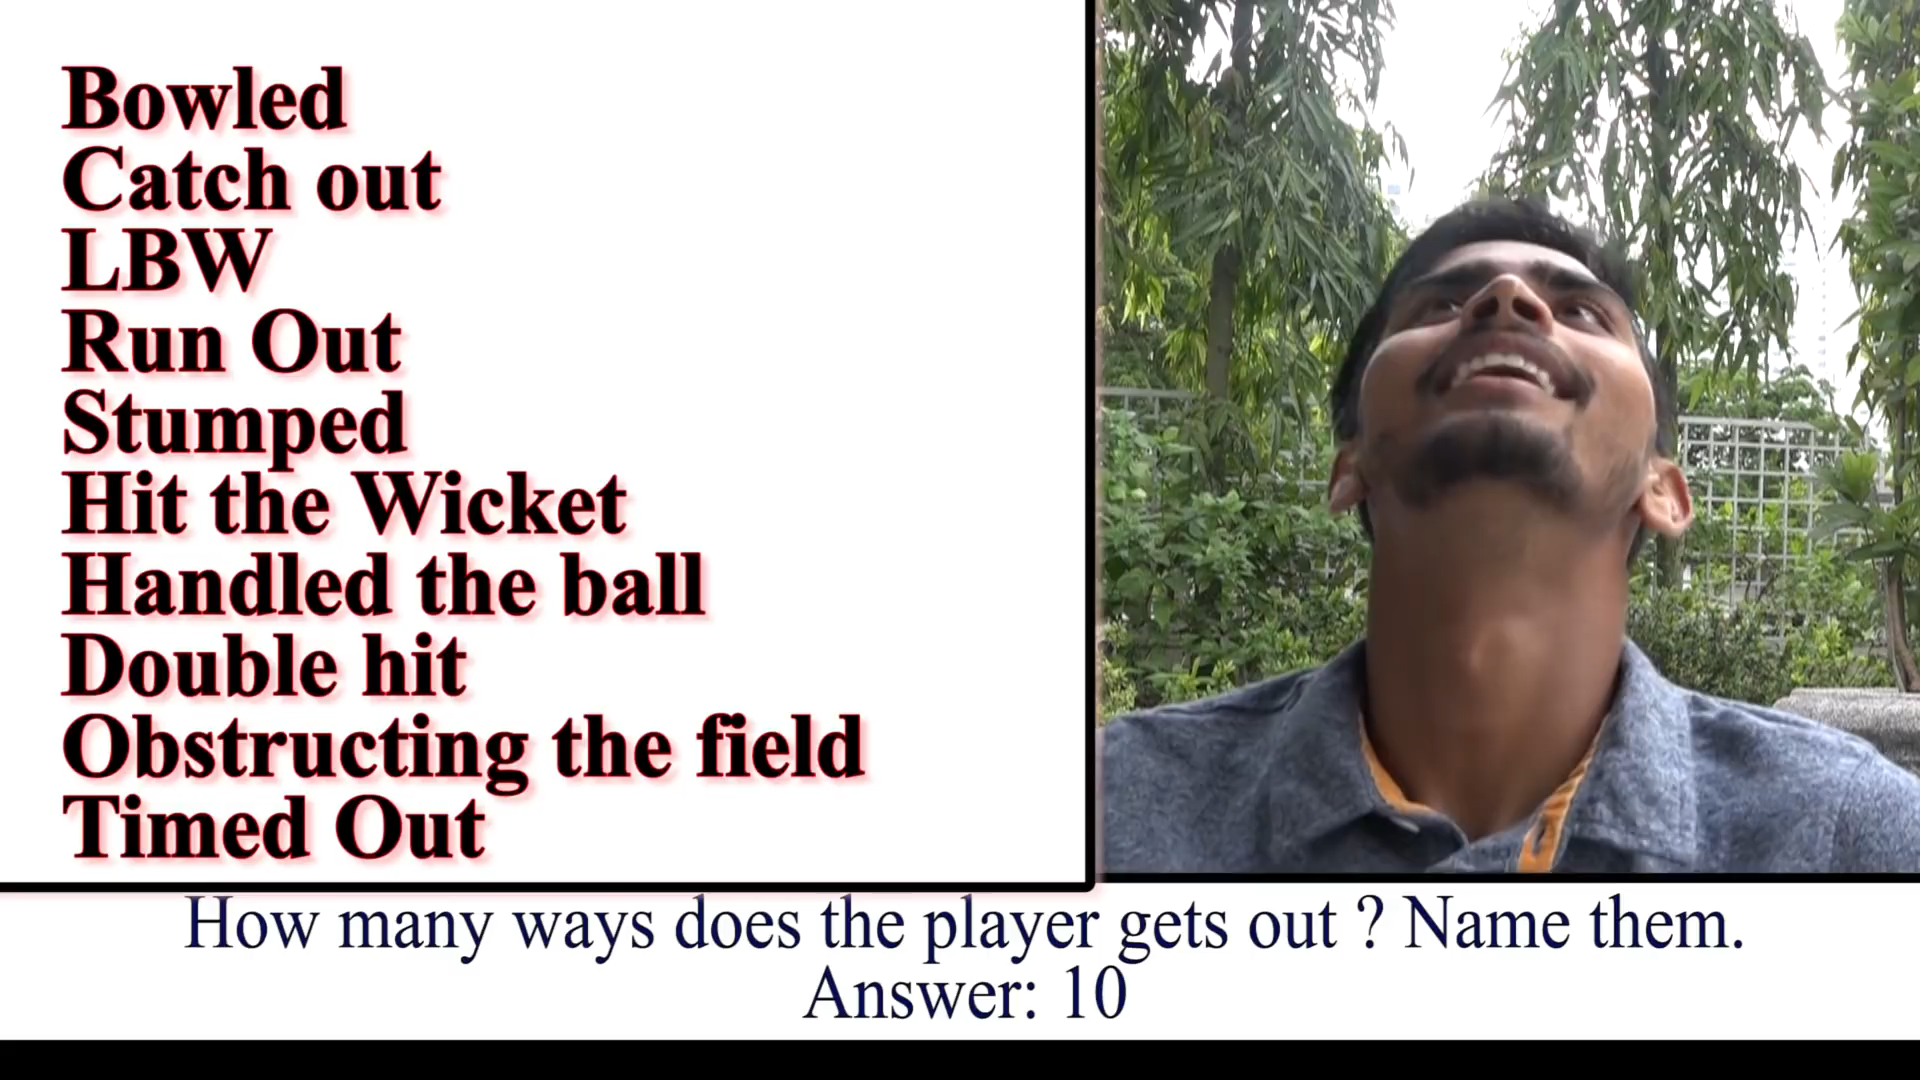 Bowled
Catch out
LBW
Run Out
Stumped
Hit the Wicket
Handled the ball
Double hit
Obstructing the field
Timed Out
How many ways does the player gets out ? Name them.
Answer: 10